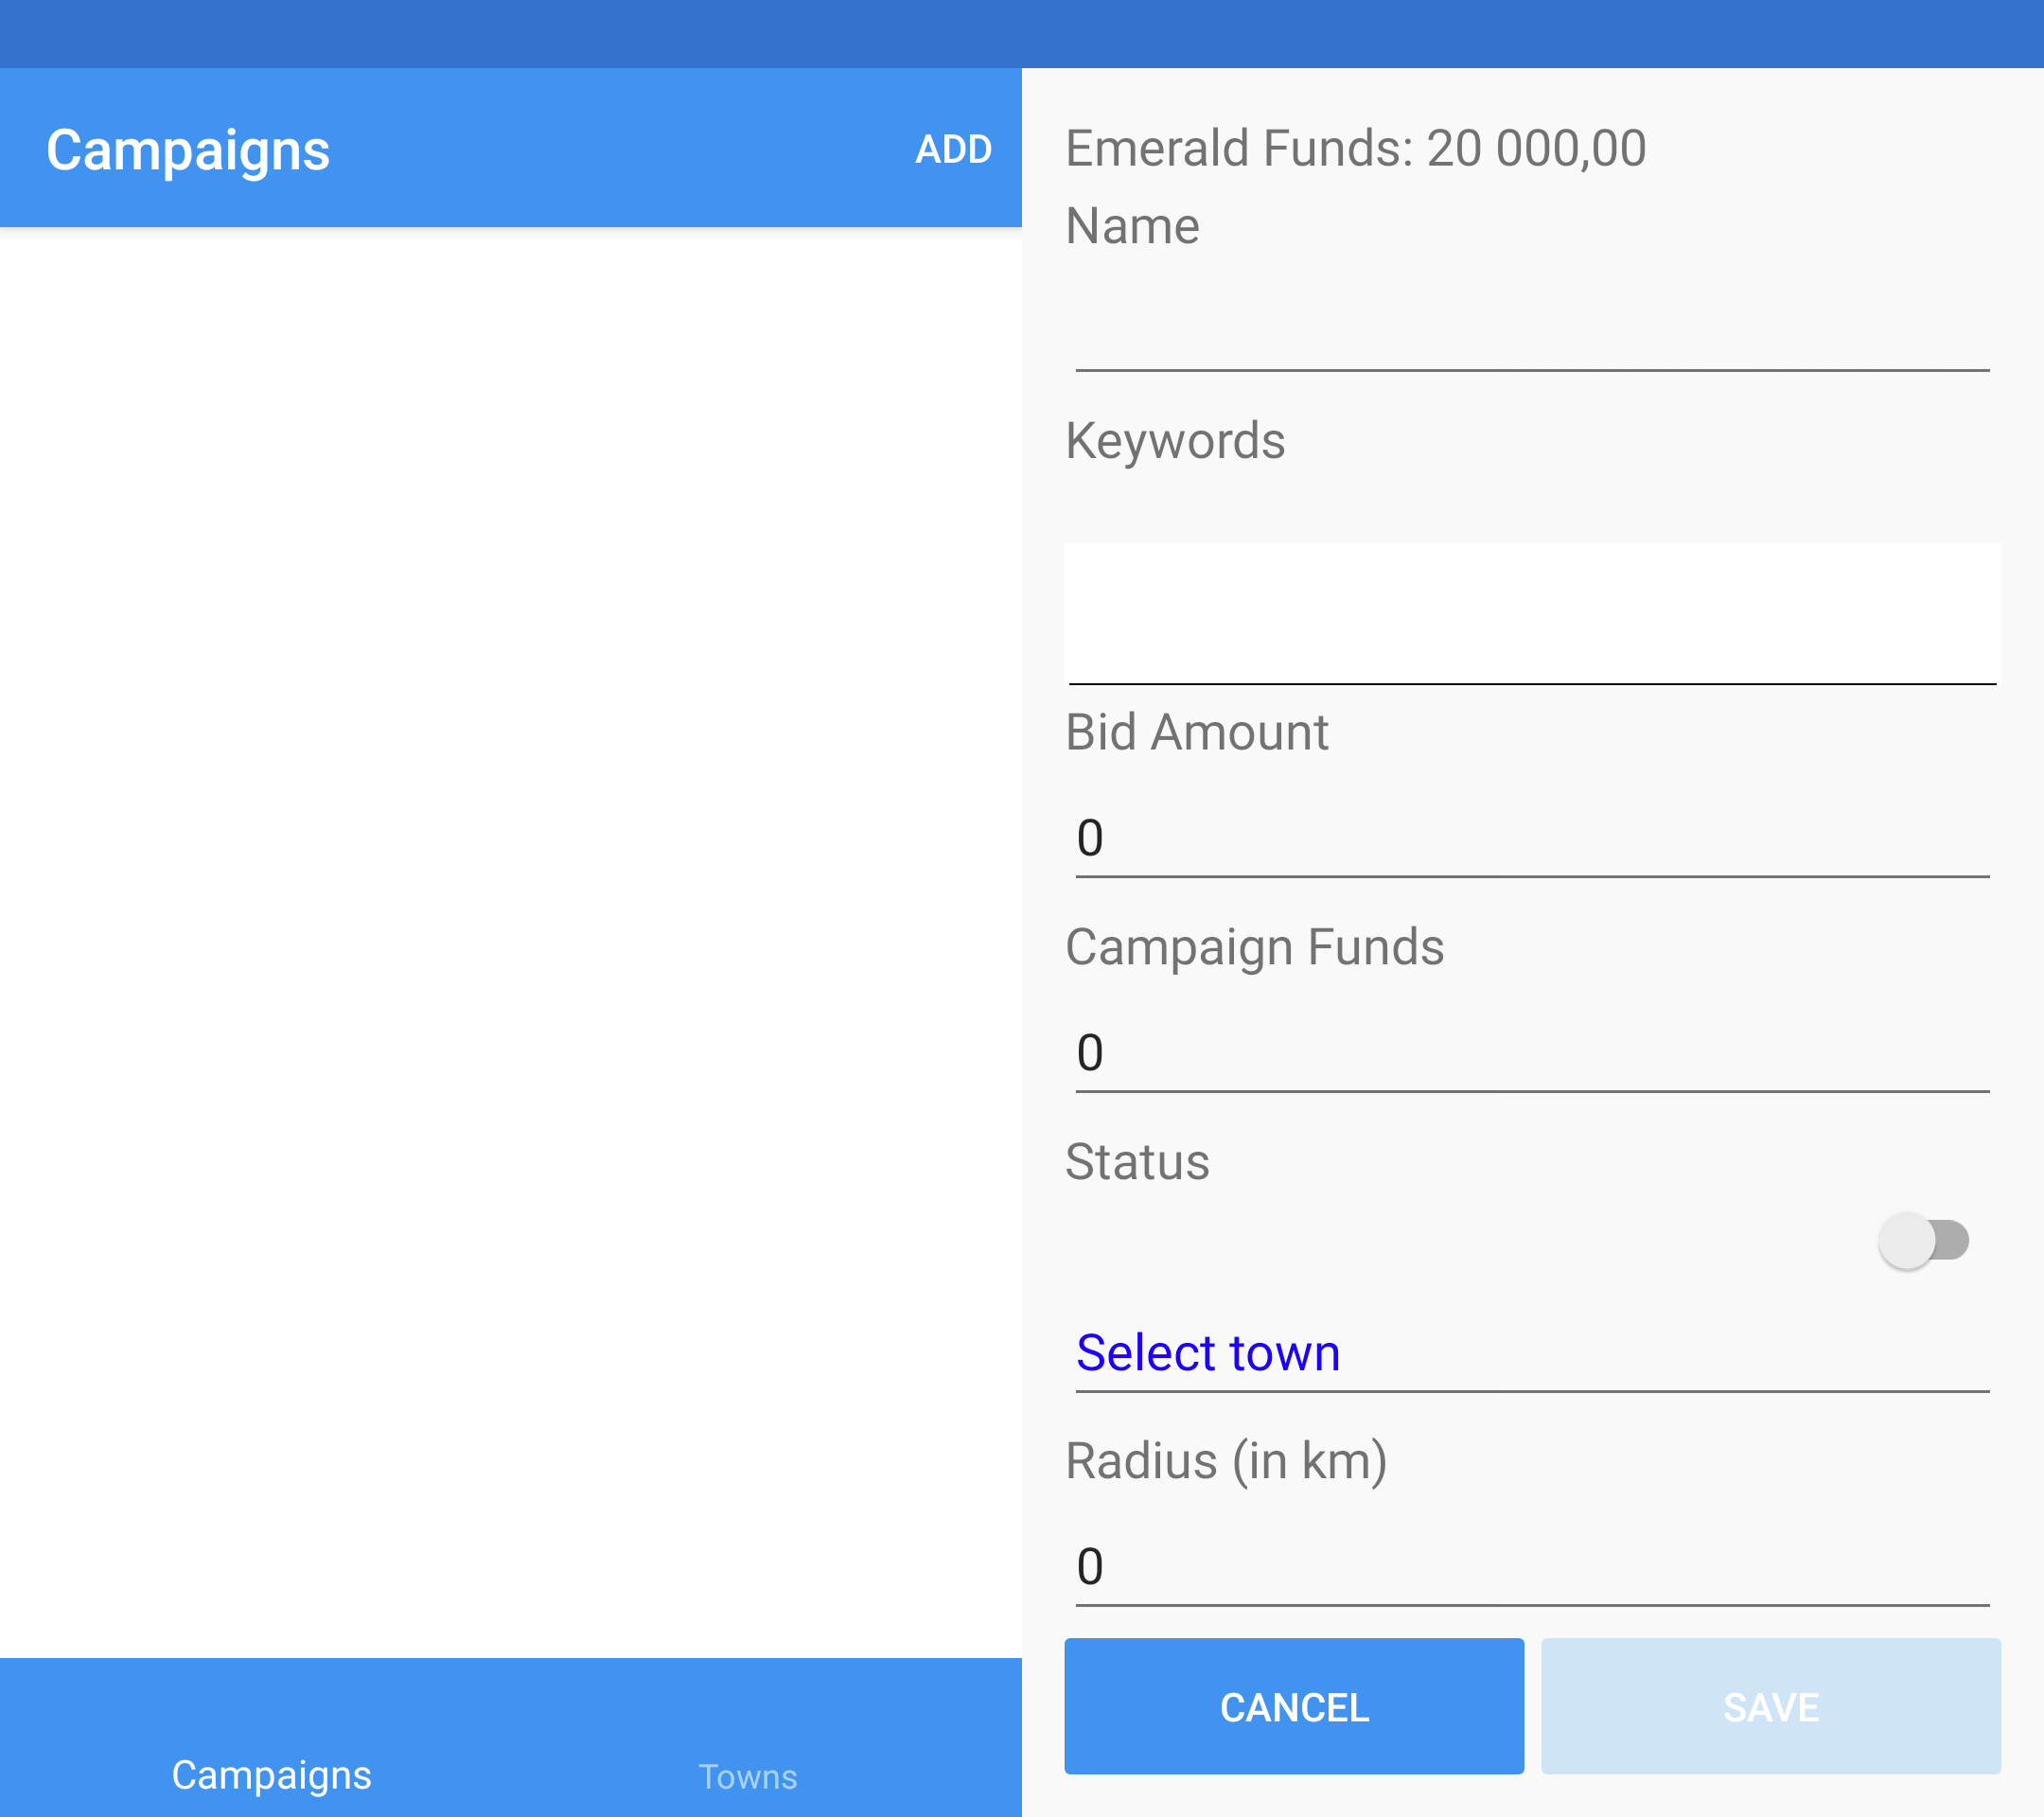 Campaigns
ADD
Campaigns
Towns
Emerald Funds: 20 000,00
Name
Keywords
Bid Amount
0
Campaign Funds
0
Status
Select town
Radius (in km)
0
CANCEL
SAVE